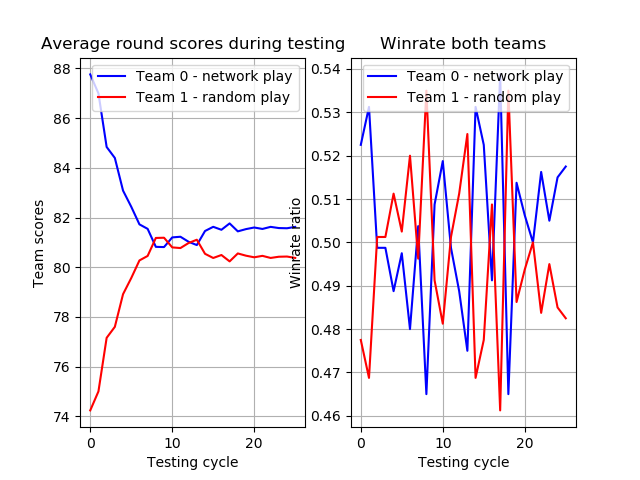 Average round scores during testing
Team 0 - network play
Team 1 - random play
88
86
84
82
80
78
76
74
Team scores
0
10
20
Testing cycle
Winrate both teams
Team 0 - network play
Team 1 - random play
0.54
0.53
0.52
0.51
0.50
0.49
0.48
0.47
0.46
Winrate ratio
0
10
20
Testing cycle